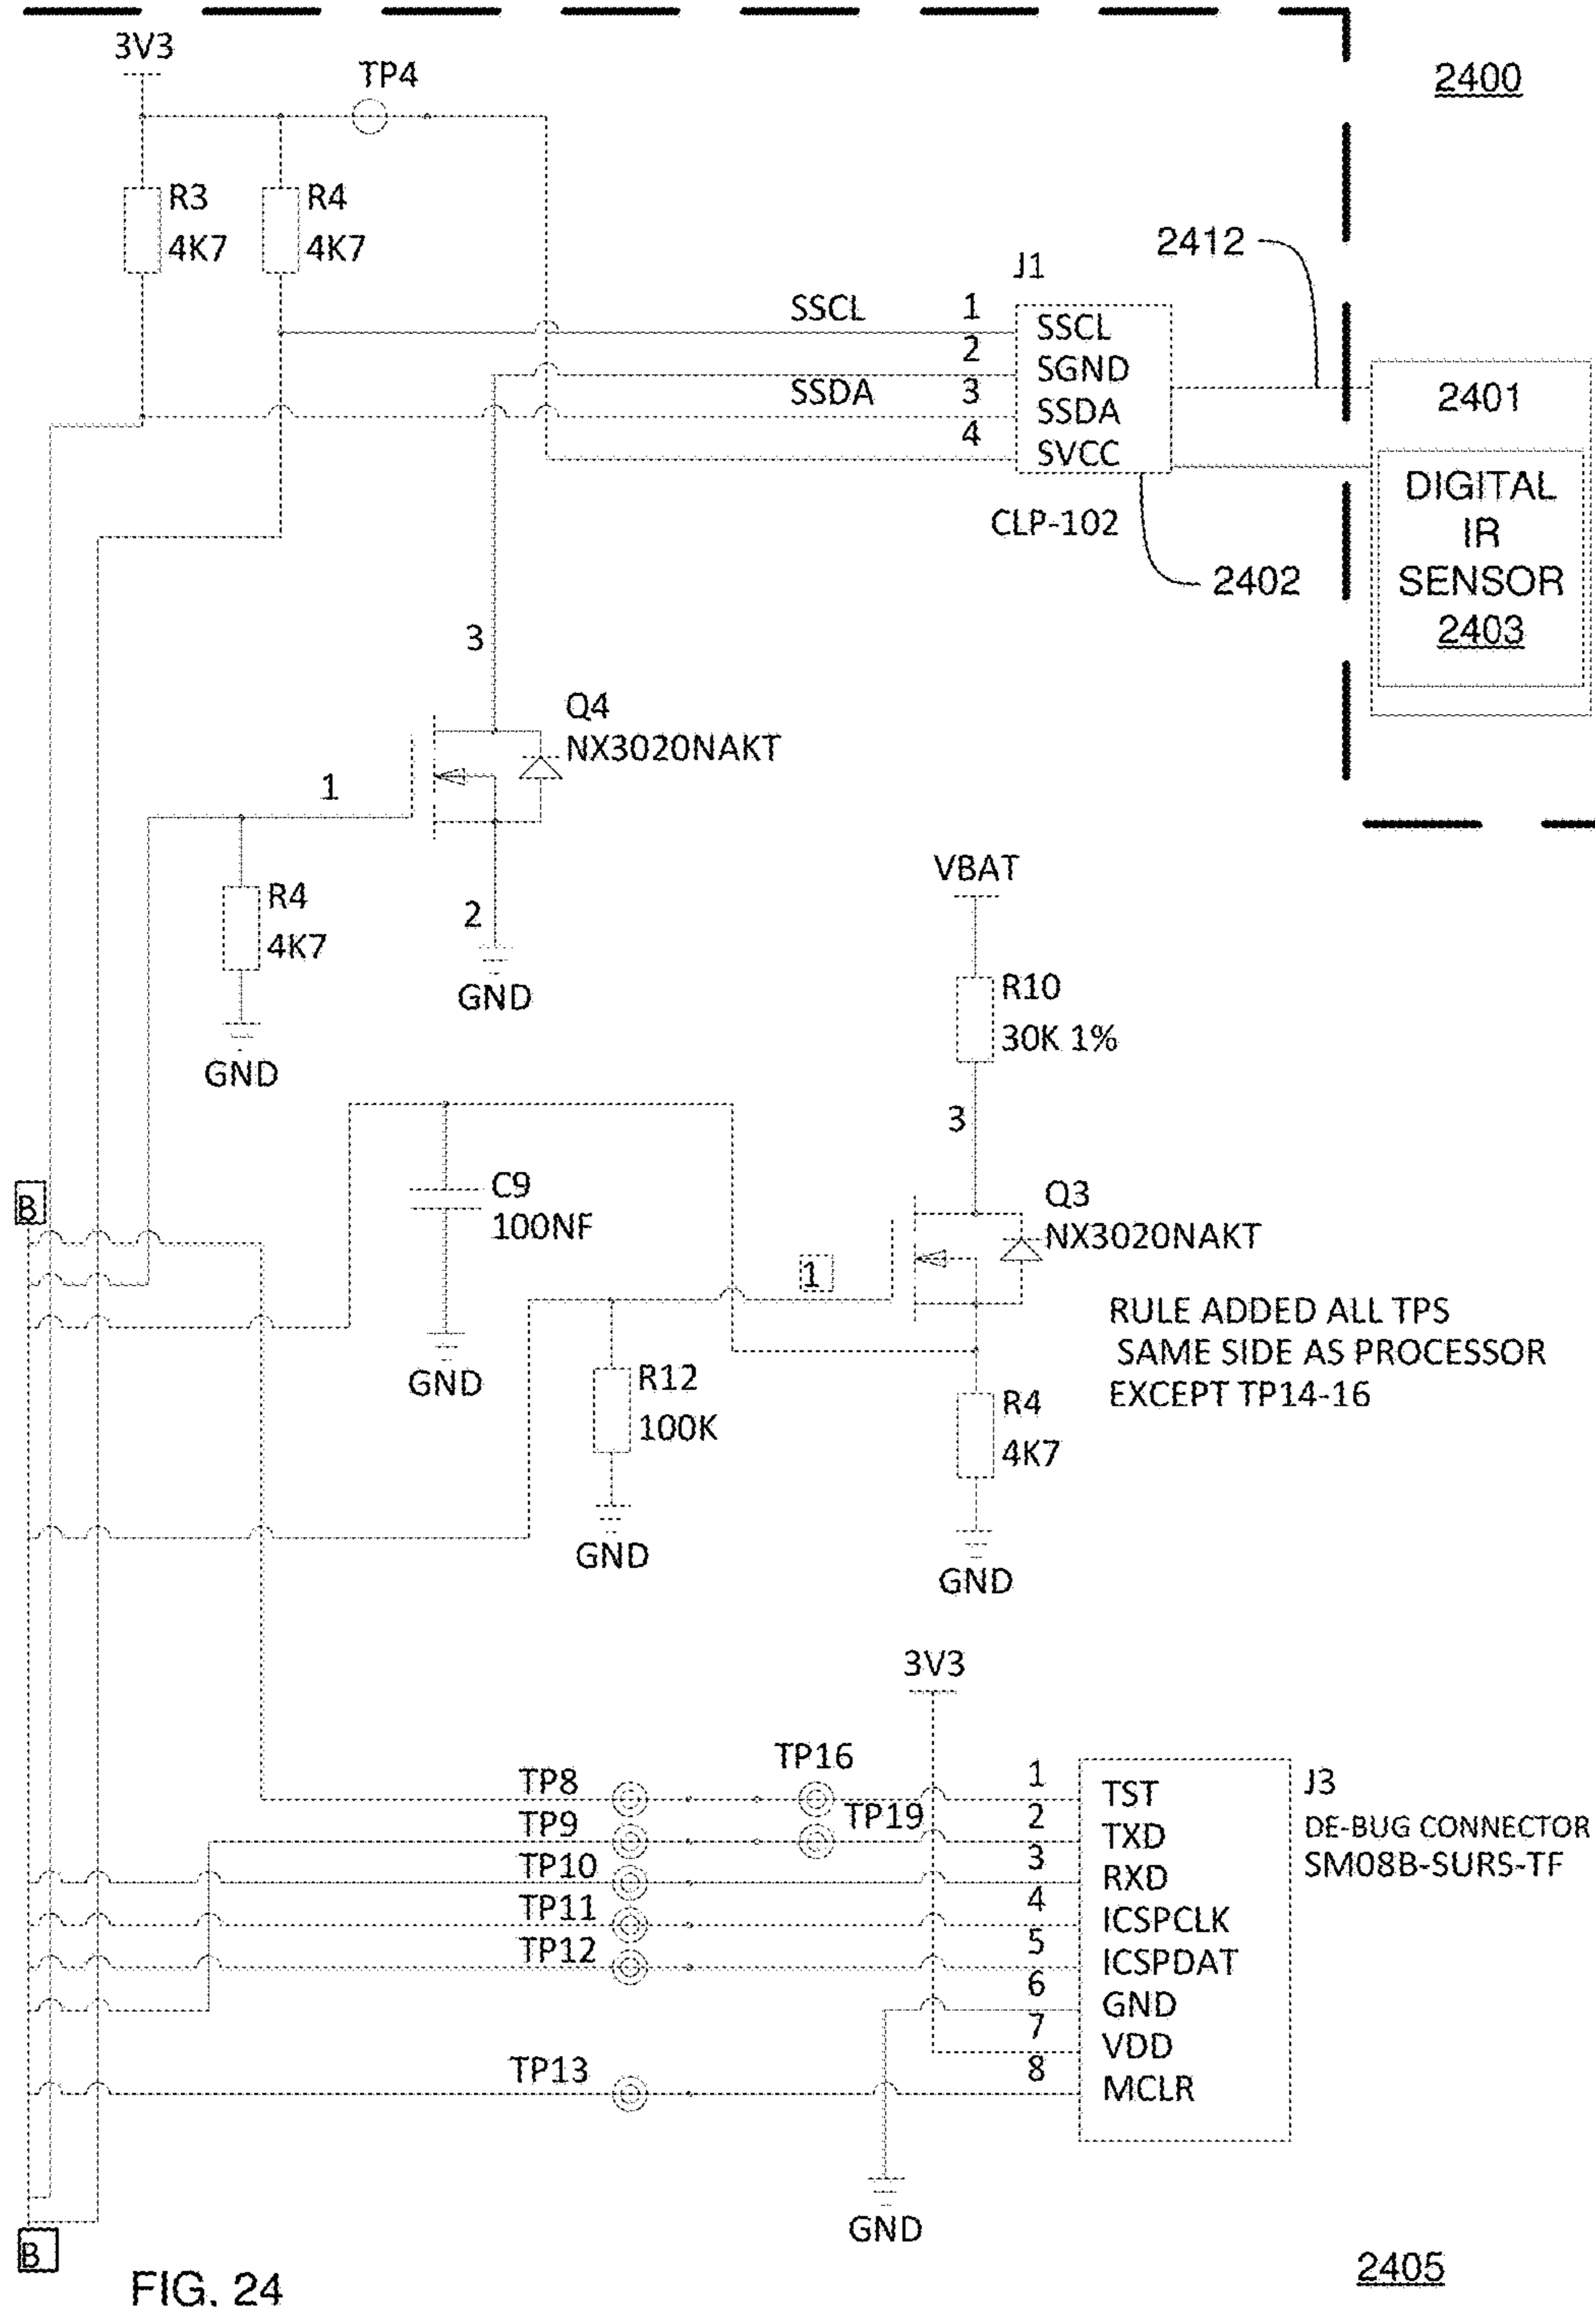 3V3
TP4
2400
R3
4K7
R4
4K7
2412
J1
SSCL
1
SSCL
2
SGND
SSDA
3
SSDA
4
SVCC
2401
DIGITAL
IR
SENSOR
2403
CLP-102
2402
3
Q4
NX3020NAKT
1
R4
4K7
2
GND
GND
VBAT
R10
30K 1%
3
B
C9
100NF
Q3
NX3020NAKT
1
GND
RULE ADDED ALL TPS
SAME SIDE AS PROCESSOR
EXCEPT TP14-16
R12
100K
R4
4K7
GND
GND
3V3
TP8
TP16
1
TST
J3
TP9
TP19
2
TXD
DE-BUG CONNECTOR
TP10
3
RXD
SM08B-SURS-TF
TP11
4
ICSPCLK
TP12
5
ICSPDAT
6
GND
7
VDD
TP13
8
MCLR
GND
B
FIG. 24
2405